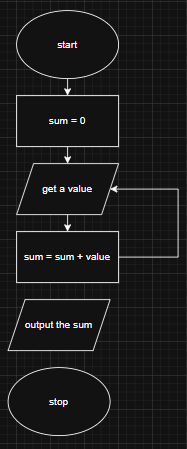 start
sum = 0
get a value
sum = sum + value
output the sum
stop